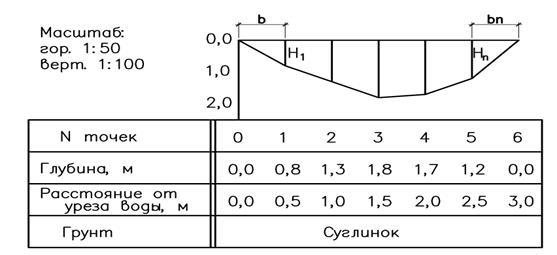 Масштаб:
гор. 1:50
верт. 1:100
b
bn
0,0
H1
Hn
1,0
2,0
N точек 0 1 2 3 4 5 6
Глубина, м 0,0 0,8 1,3 1,8 1,7 1,2 0,0
Расстояние от
уреза воды, м 0,0 0,5 1,0 1,5 2,0 2,5 3,0
Грунт Суглинок